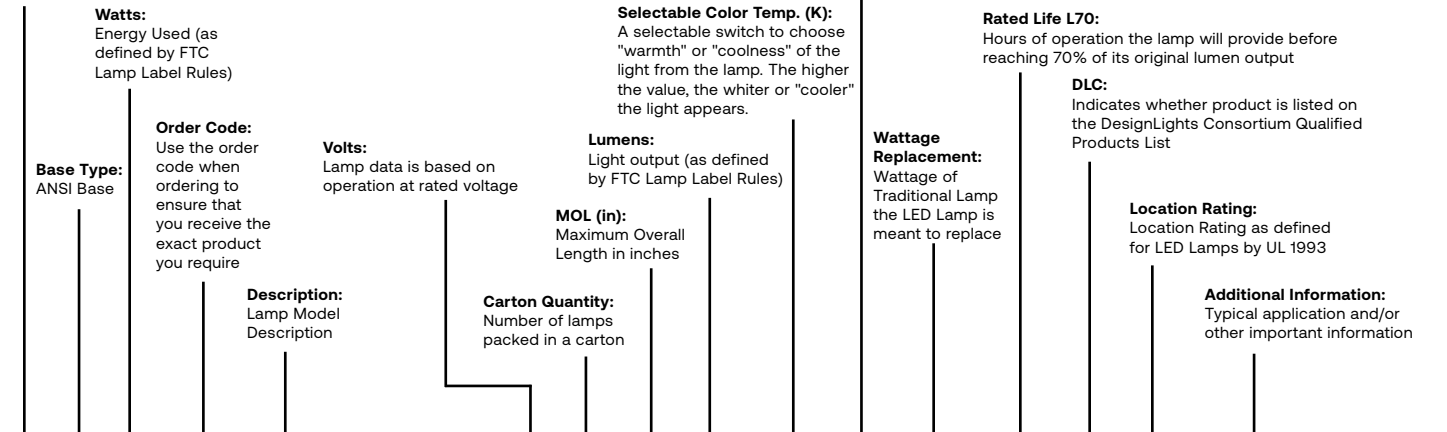 Watts:
Energy Used (as
defined by FTC
Lamp Label Rules)
Base Type:
ANSI Base
Order Code:
Use the order
code when
ordering to
ensure that
you receive the
exact product
you require
Description:
Lamp Model
Description
Volts:
Lamp data is based on
operation at rated voltage
Carton Quantity:
Number of lamps
packed in a carton
MOL (in):
Maximum Overall
Length in inches
Lumens:
Light output (as defined
by FTC Lamp Label Rules)
Selectable Color Temp. (K):
A selectable switch to choose
"warmth" or "coolness" of the
light from the lamp. The higher
the value, the whiter or "cooler"
the light appears.
Wattage
Replacement:
Wattage of
Traditional Lamp
the LED Lamp is
meant to replace
Rated Life L70:
Hours of operation the lamp will provide before
reaching 70% of its original lumen output
DLC:
Indicates whether product is listed on
the DesignLights Consortium Qualified
Products List
Location Rating:
Location Rating as defined
for LED Lamps by UL 1993
Additional Information:
Typical application and/or
other important information